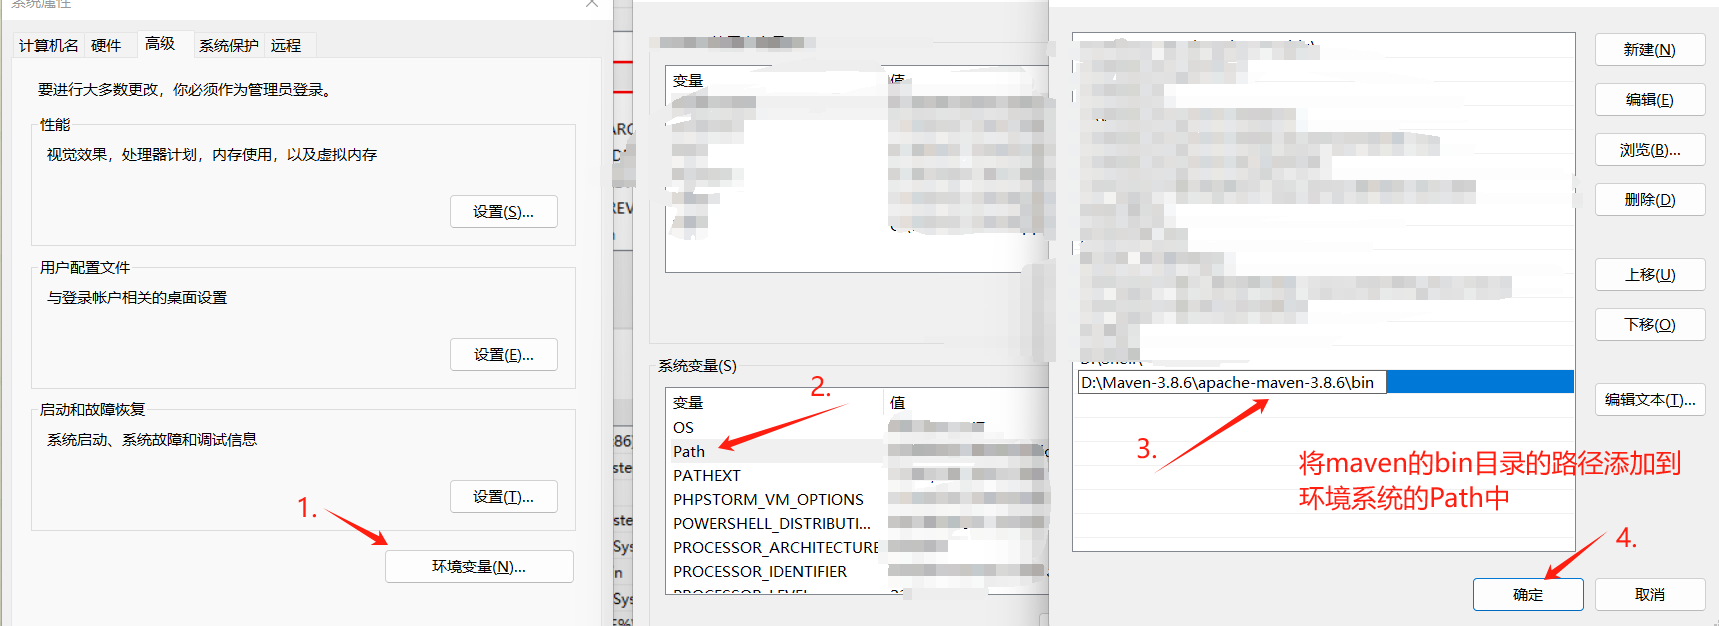 系统属性
计算机名 硬件 高级 系统保护 远程
要进行大多数更改，你必须作为管理员登录。
性能
视觉效果，处理器计划，内存使用，以及虚拟内存
设置(S)...
用户配置文件
与登录帐户相关的桌面设置
设置(E)...
启动和故障恢复
系统启动、系统故障和调试信息
设置(T)...
1.
环境变量(N)...
变量 值
系统变量(S)
2.
变量 值
OS
Path
PATHEXT
PHPSTORM_VM_OPTIONS
POWERSHELL_DISTRIBUTI...
PROCESSOR_ARCHITECTURE
PROCESSOR_IDENTIFIER
PROCESSOR_LEVEL
D:\Maven-3.8.6\apache-maven-3.8.6\bin
3.
将maven的bin目录的路径添加到
环境系统的Path中
4.
确定
取消
新建(N)
编辑(E)
浏览(B)...
删除(D)
上移(U)
下移(O)
编辑文本(T)...